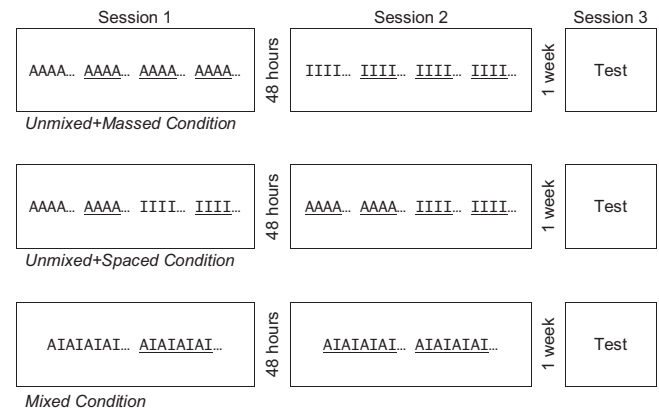 Session 1 Session 2 Session 3
AAAA… AAAA… AAAA… AAAA… 48 hours IIII… IIII… IIII… IIII… 1 week Test
Unmixed+Massed Condition
AAAA… AAAA… IIII… IIII… 48 hours AAAA… AAAA… IIII… IIII… 1 week Test
Unmixed+Spaced Condition
AIAIAIAI… AIAIAIAI… 48 hours AIAIAIAI… AIAIAIAI… 1 week Test
Mixed Condition